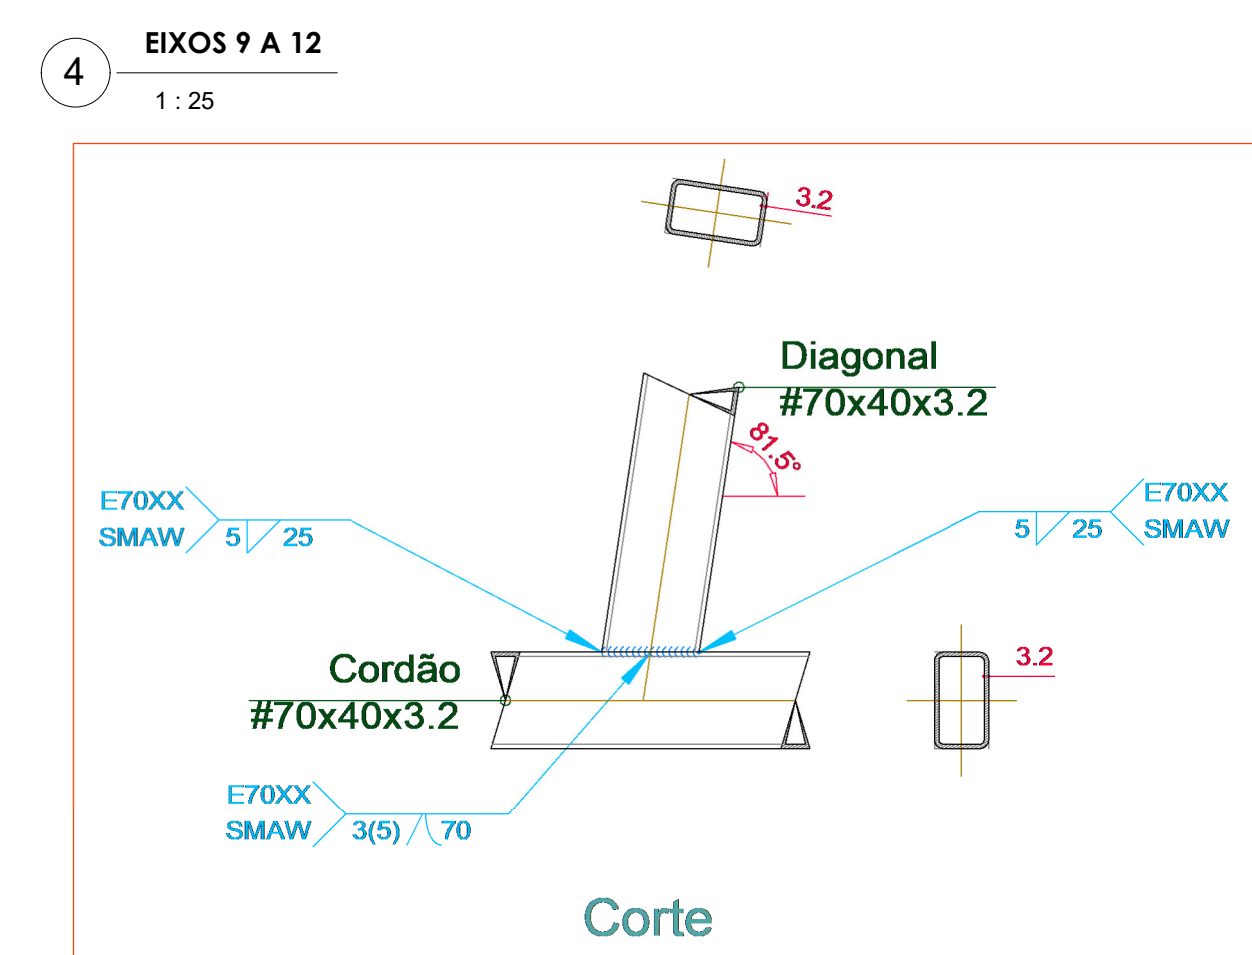 EIXOS 9 A 12
4
1 : 25
3.2
Diagonal
#70x40x3.2
81.5°
E70XX
SMAW
5
25
5
25
E70XX
SMAW
Cordão
#70x40x3.2
3.2
E70XX
SMAW
3(5)
70
Corte